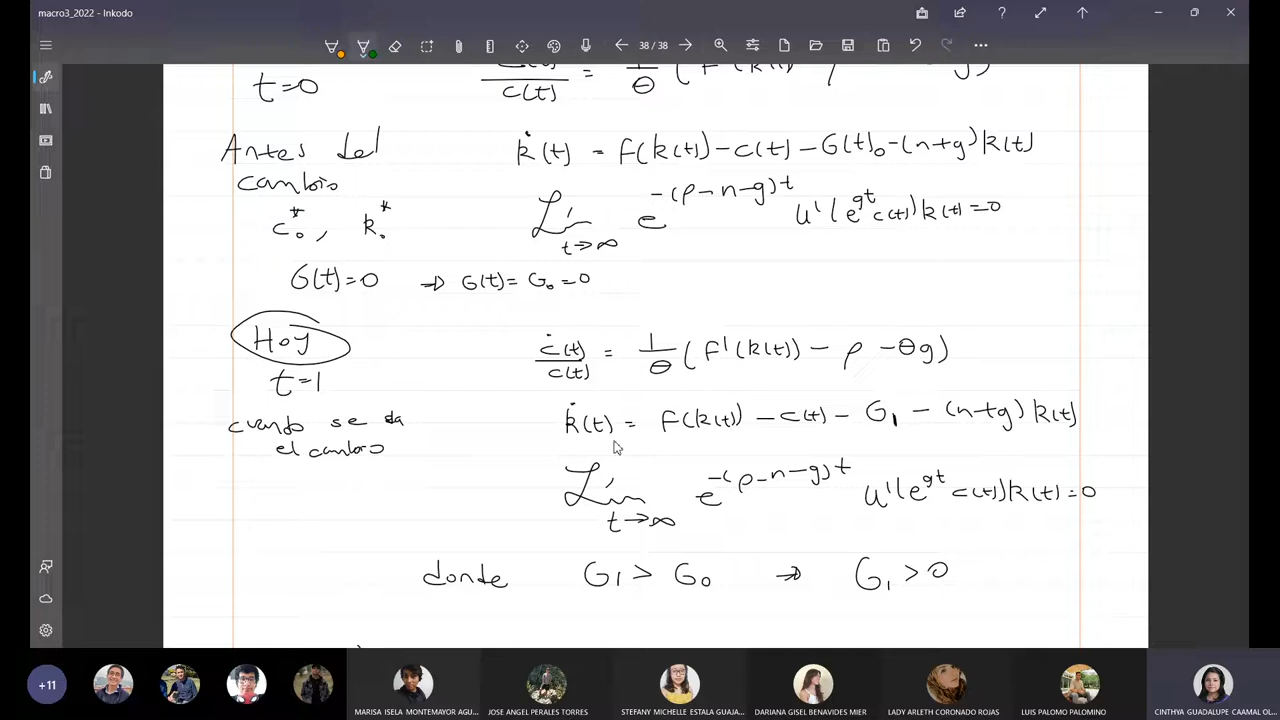 macro3_2022 - Inkodo
38 / 38
t=0
ċ(t)/c(t) = 1/θ (F'(k(t))
Antes del cambio
k̇(t) = f(k(t)) - c(t) - G(t)₀ - (n+g)k(t)
c₀*, k₀*
Lím t→∞ e^-(ρ-n-g)t u'(e^gt c(t))k(t)=0
G(t)=0 ⇒ G(t)= G₀ =0
Hoy
t=1
ċ(t)/c(t) = 1/θ (F'(k(t)) - ρ - θg)
cuando se da el cambio
k̇(t) = F(k(t)) - c(t) - G₁ - (n+g) k(t)
Lím t→∞ e^-(ρ-n-g)t u'(e^gt c(t))k(t)=0
donde G₁ > G₀ ⇒ G₁ > 0
+11
MARISA ISELA MONTEMAYOR AGU...
JOSE ANGEL PERALES TORRES
STEFANY MICHELLE ESTALA GUAJA...
DARIANA GISEL BENAVIDES MIER
LADY ARLETH CORONADO ROJAS
LUIS PALOMO PALOMINO
CINTHYA GUADALUPE CAAMAL OL...